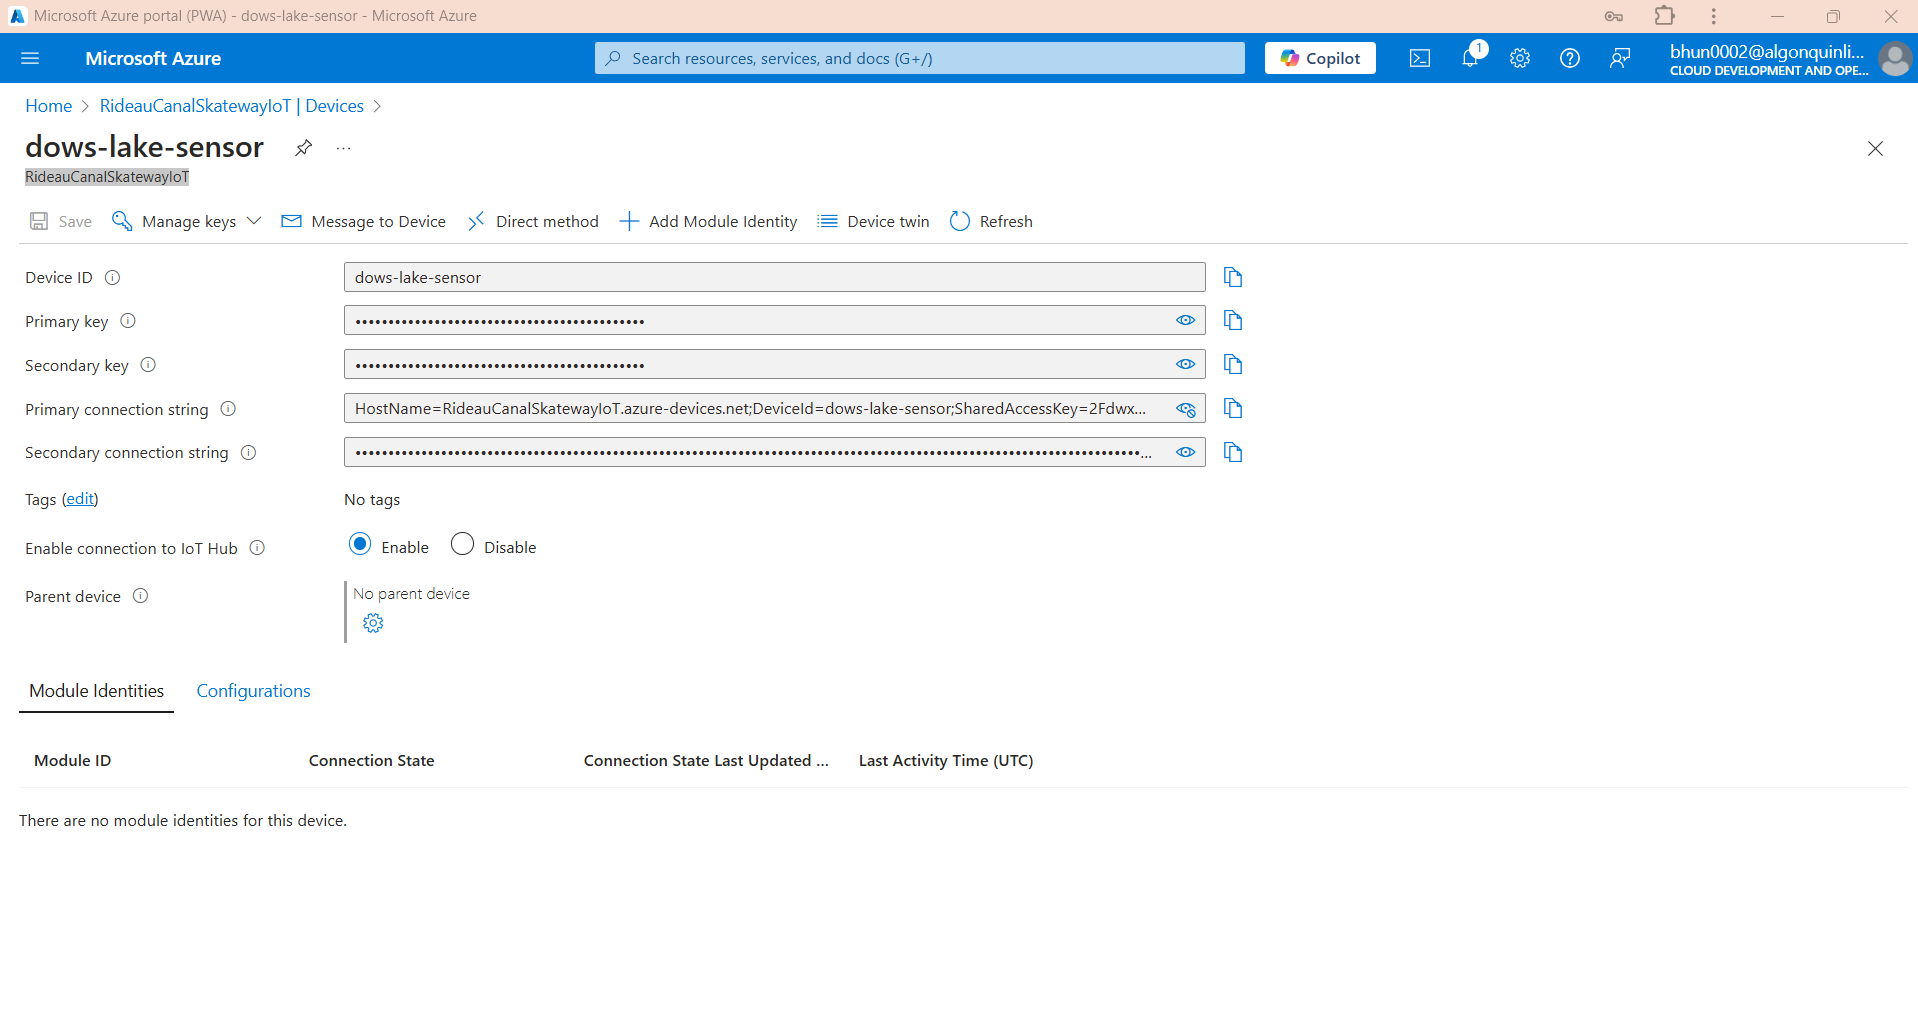 Microsoft Azure portal (PWA) - dows-lake-sensor - Microsoft Azure
Microsoft Azure
Search resources, services, and docs (G+/)
Copilot
1
bhun0002@algonquinli...
CLOUD DEVELOPMENT AND OPE...
Home > RideauCanalSkatewayIoT | Devices >
dows-lake-sensor
...
RideauCanalSkatewayIoT
Save
Manage keys
Message to Device
Direct method
Add Module Identity
Device twin
Refresh
Device ID
dows-lake-sensor
Primary key
••••••••••••••••••••••••••••••••••••••••••••
Secondary key
••••••••••••••••••••••••••••••••••••••••••••
Primary connection string
HostName=RideauCanalSkatewayIoT.azure-devices.net;DeviceId=dows-lake-sensor;SharedAccessKey=2Fdwx...
Secondary connection string
Tags (edit)
No tags
Enable connection to IoT Hub
Enable
Disable
Parent device
No parent device
Module Identities
Configurations
Module ID
Connection State
Connection State Last Updated ...
Last Activity Time (UTC)
There are no module identities for this device.